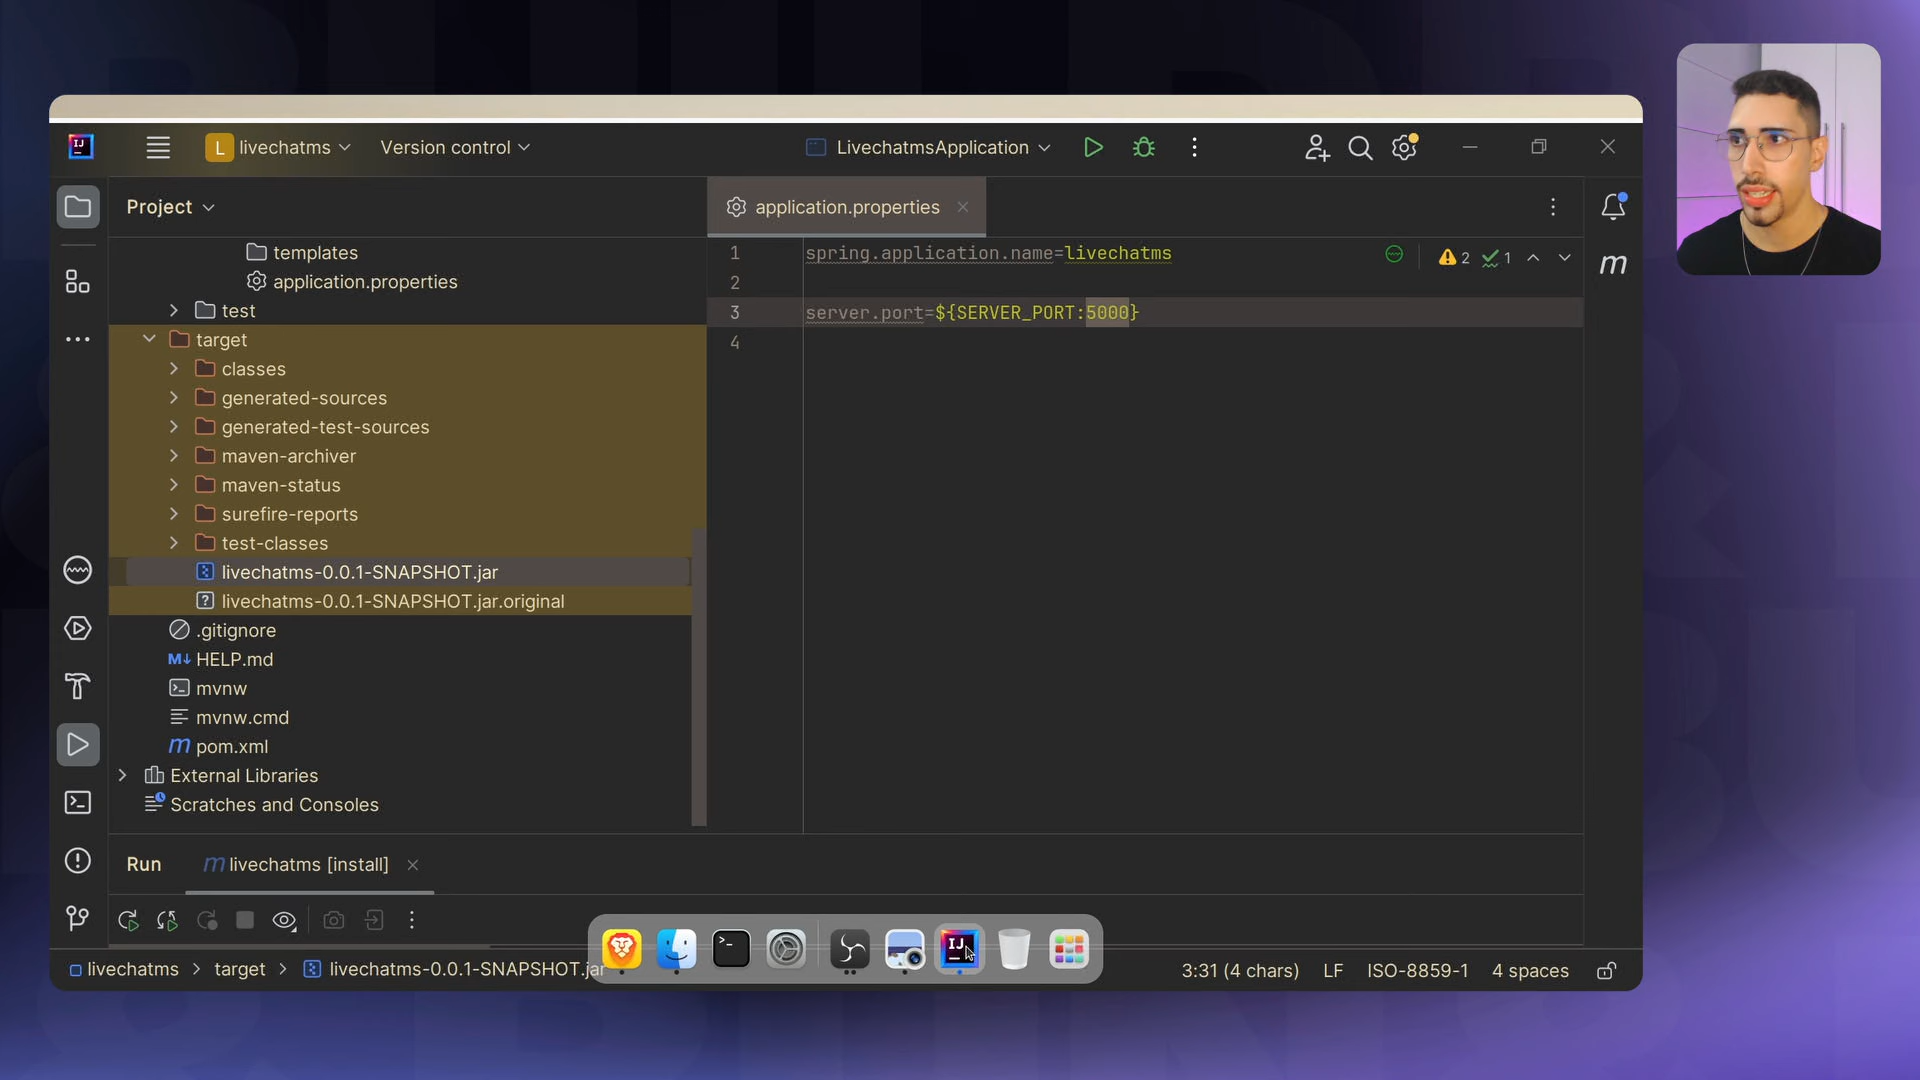 livechatms
Version control
LivechatmsApplication
Project
application.properties
templates
application.properties
test
target
classes
generated-sources
generated-test-sources
maven-archiver
maven-status
surefire-reports
test-classes
livechatms-0.0.1-SNAPSHOT.jar
livechatms-0.0.1-SNAPSHOT.jar.original
.gitignore
HELP.md
mvnw
mvnw.cmd
pom.xml
External Libraries
Scratches and Consoles
1 spring.application.name=livechatms
2
3 server.port=${SERVER_PORT:5000}
4
2 1
Run
livechatms [install]
livechatms > target > livechatms-0.0.1-SNAPSHOT.jar
3:31 (4 chars) LF ISO-8859-1 4 spaces